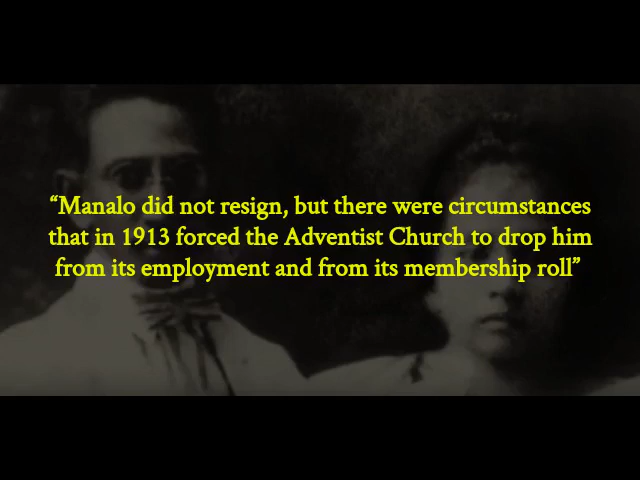 “Manalo did not resign, but there were circumstances
that in 1913 forced the Adventist Church to drop him
from its employment and from its membership roll”